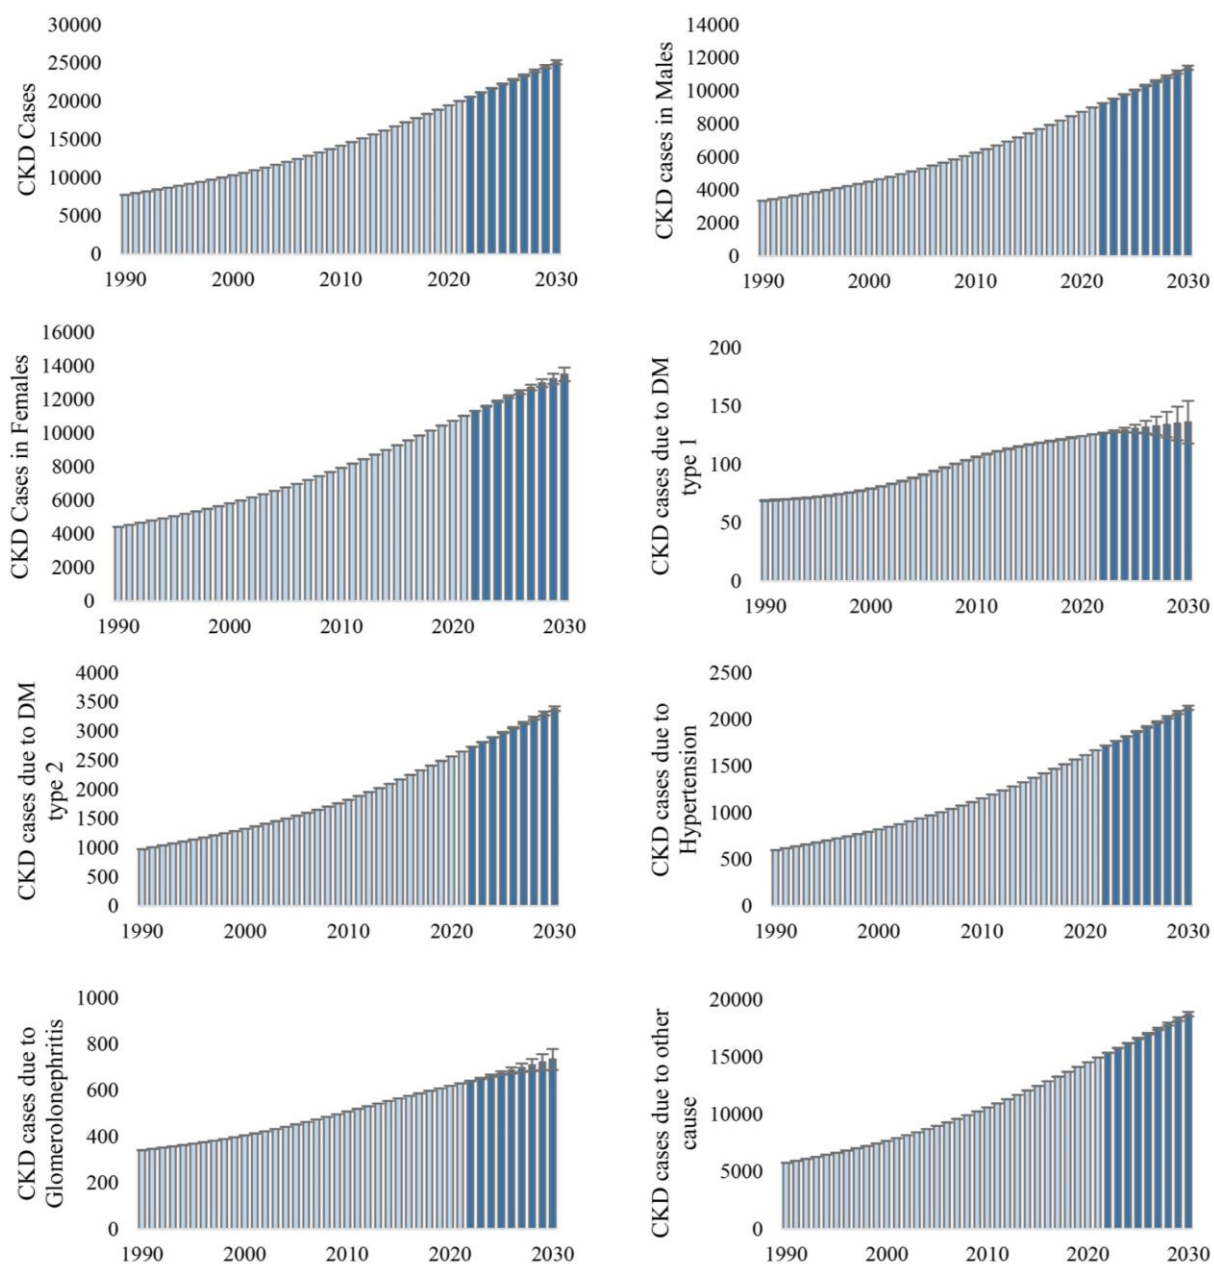 CKD Cases
30000
25000
20000
15000
10000
5000
0
1990 2000 2010 2020 2030
CKD cases in Males
14000
12000
10000
8000
6000
4000
2000
0
1990 2000 2010 2020 2030
CKD Cases in Females
16000
14000
12000
10000
8000
6000
4000
2000
0
1990 2000 2010 2020 2030
CKD cases due to DM
type 1
200
150
100
50
0
1990 2000 2010 2020 2030
CKD cases due to DM
type 2
4000
3500
3000
2500
2000
1500
1000
500
0
1990 2000 2010 2020 2030
CKD cases due to
Hypertension
2500
2000
1500
1000
500
0
1990 2000 2010 2020 2030
CKD cases due to
Glomerolonephritis
1000
800
600
400
200
0
1990 2000 2010 2020 2030
CKD cases due to other
cause
20000
15000
10000
5000
0
1990 2000 2010 2020 2030